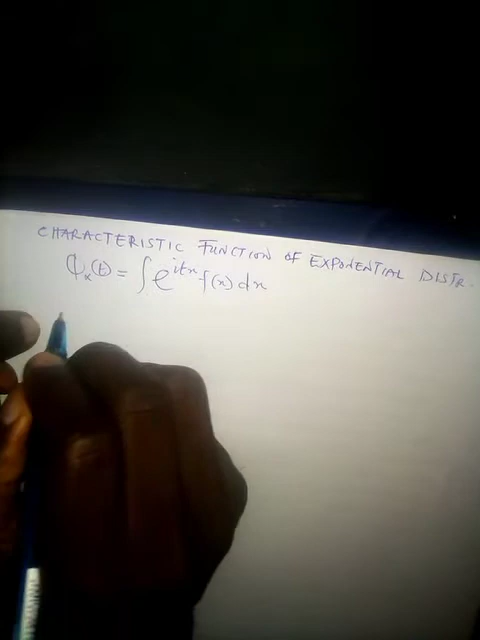 CHARACTERISTIC FUNCTION OF EXPONENTIAL DISTR.
φₓ(t) = ∫e^{itx} f(x) dx